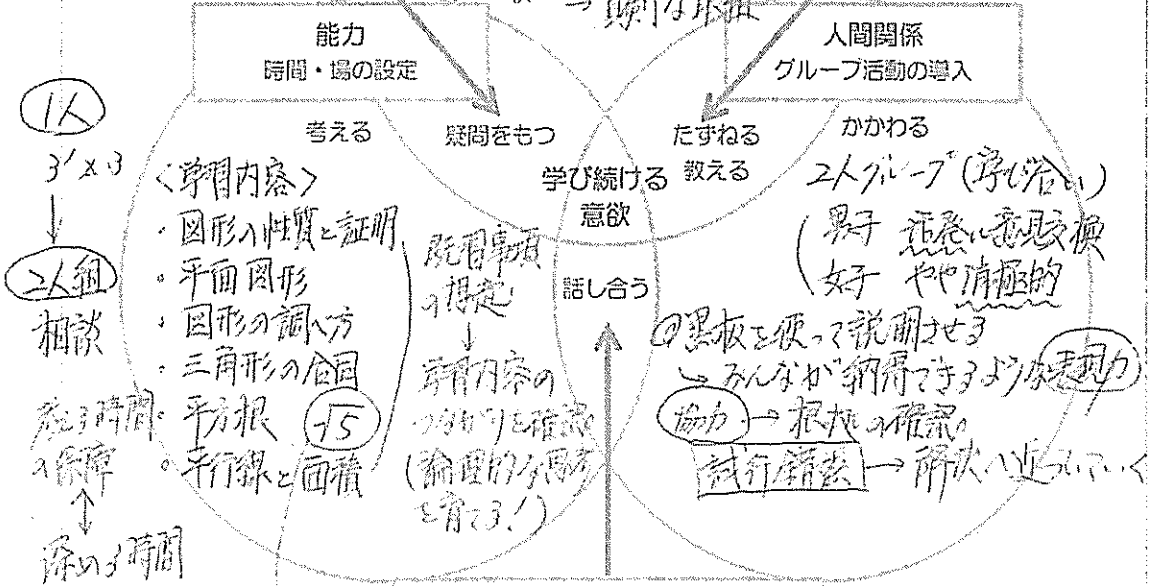 → 真剣な取組
能力
時間・場の設定
人間関係
グループ活動の導入
考える
疑問をもつ
たずねる
教える
かかわる
学び続ける
意欲
話し合う
1人
3'×3
↓
2人組
相談
考える時間
の保障
↕
深める時間
<学習内容>
・図形の性質と証明
・平面図形
・図形の調べ方
・三角形の合同
・平方根 √5
・平行線と面積
既習事項
の想起
↓
学習内容の
つながりを確認。
(論理的な思考
を育てる!)
2人グループ(学び合い)
男子 活発に意見交換
女子 やや消極的
◎黒板を使って説明させる
↳ みんなが納得できるような表現力
協力 → 根拠の確認。
試行錯誤 → 解決へ近づいていく